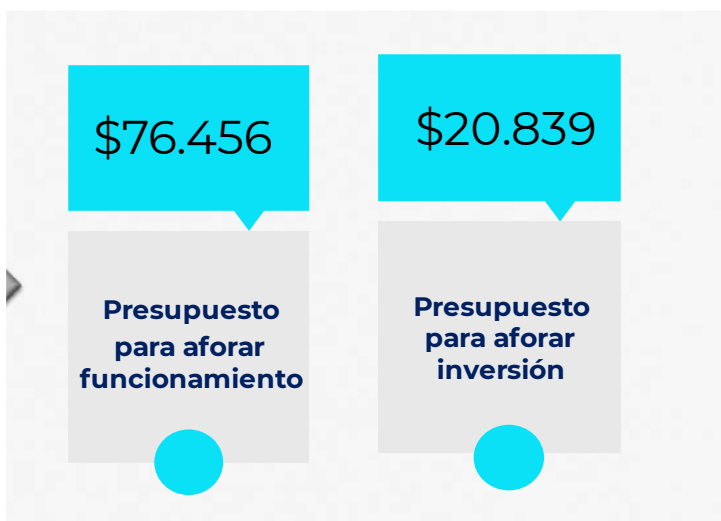 $76.456
Presupuesto
para aforar
funcionamiento
$20.839
Presupuesto
para aforar
inversión